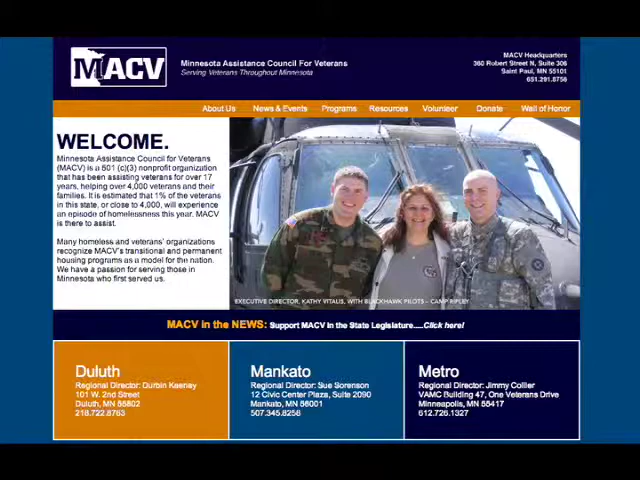 MACV
Minnesota Assistance Council For Veterans
Serving Veterans Throughout Minnesota
MACV Headquarters
360 Robert Street N, Suite 306
Saint Paul, MN 55101
651.291.8756
About Us News & Events Programs Resources Volunteer Donate Wall of Honor
WELCOME.
Minnesota Assistance Council for Veterans
(MACV) is a 501 (c)(3) nonprofit organization
that has been assisting veterans for over 17
years, helping over 4,000 veterans and their
families. It is estimated that 1% of the veterans
in this state, or close to 4,000, will experience
an episode of homelessness this year. MACV
is there to assist.
Many homeless and veterans' organizations
recognize MACV's transitional and permanent
housing programs as a model for the nation.
We have a passion for serving those in
Minnesota who first served us.
EXECUTIVE DIRECTOR, KATHY VITALIS, WITH BLACKHAWK PILOTS – CAMP RIPLEY
MACV in the NEWS: Support MACV in the State Legislature.....Click here!
Duluth
Regional Director: Durbin Keeney
101 W. 2nd Street
Duluth, MN 55802
218.722.8763
Mankato
Regional Director: Sue Sorenson
12 Civic Center Plaza, Suite 2090
Mankato, MN 56001
507.345.8258
Metro
Regional Director: Jimmy Collier
VAMC Building 47, One Veterans Drive
Minneapolis, MN 55417
612.726.1327